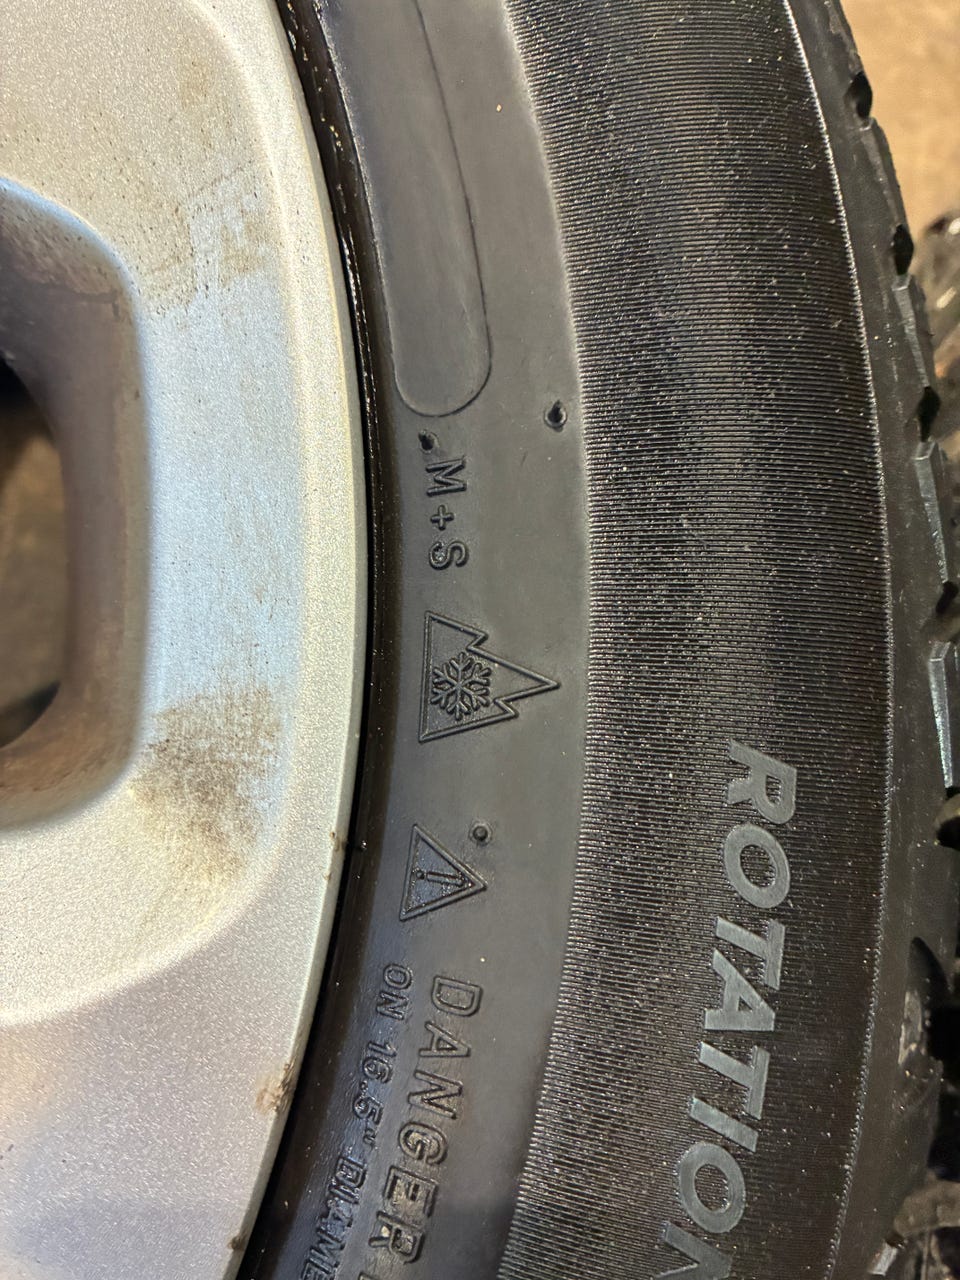 M+S
DANGER
ON 16.5" DIAME
ROTATION